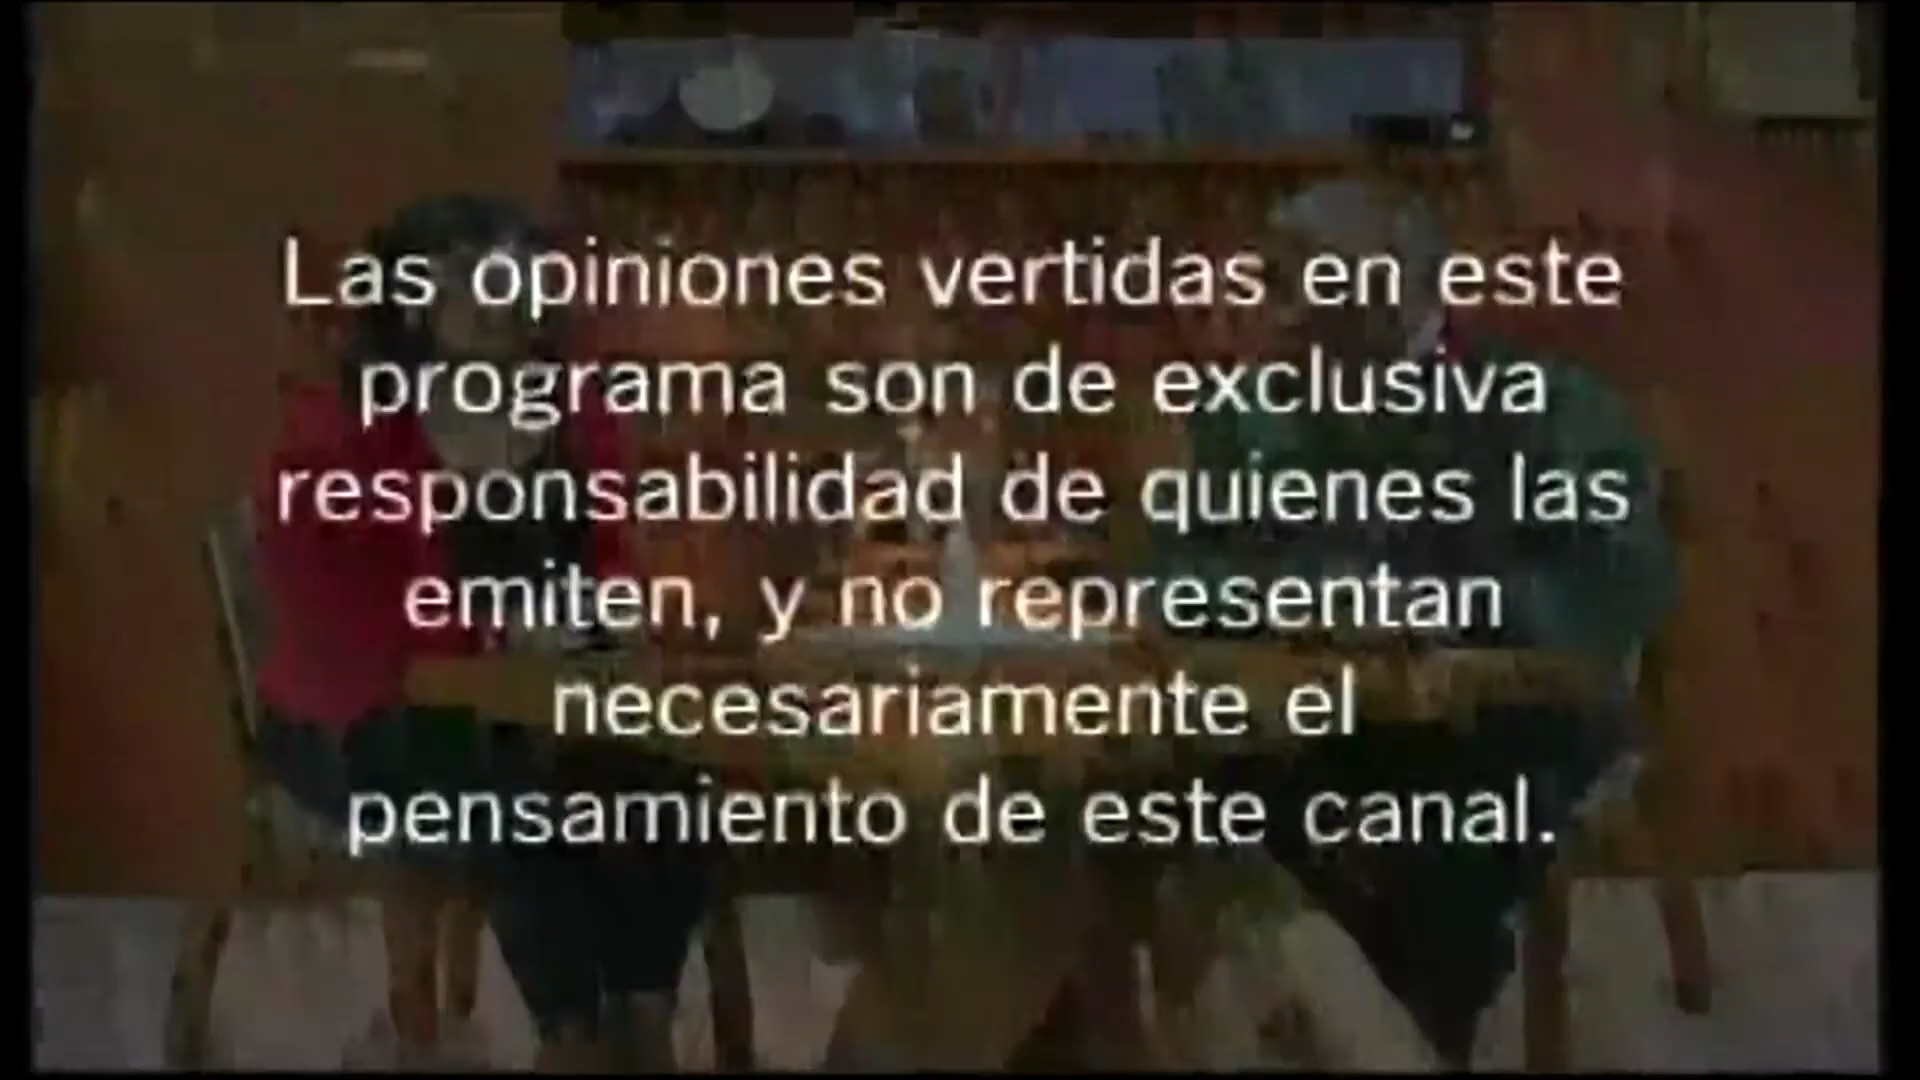 Las opiniones vertidas en este
programa son de exclusiva
responsabilidad de quienes las
emiten, y no representan
necesariamente el
pensamiento de este canal.